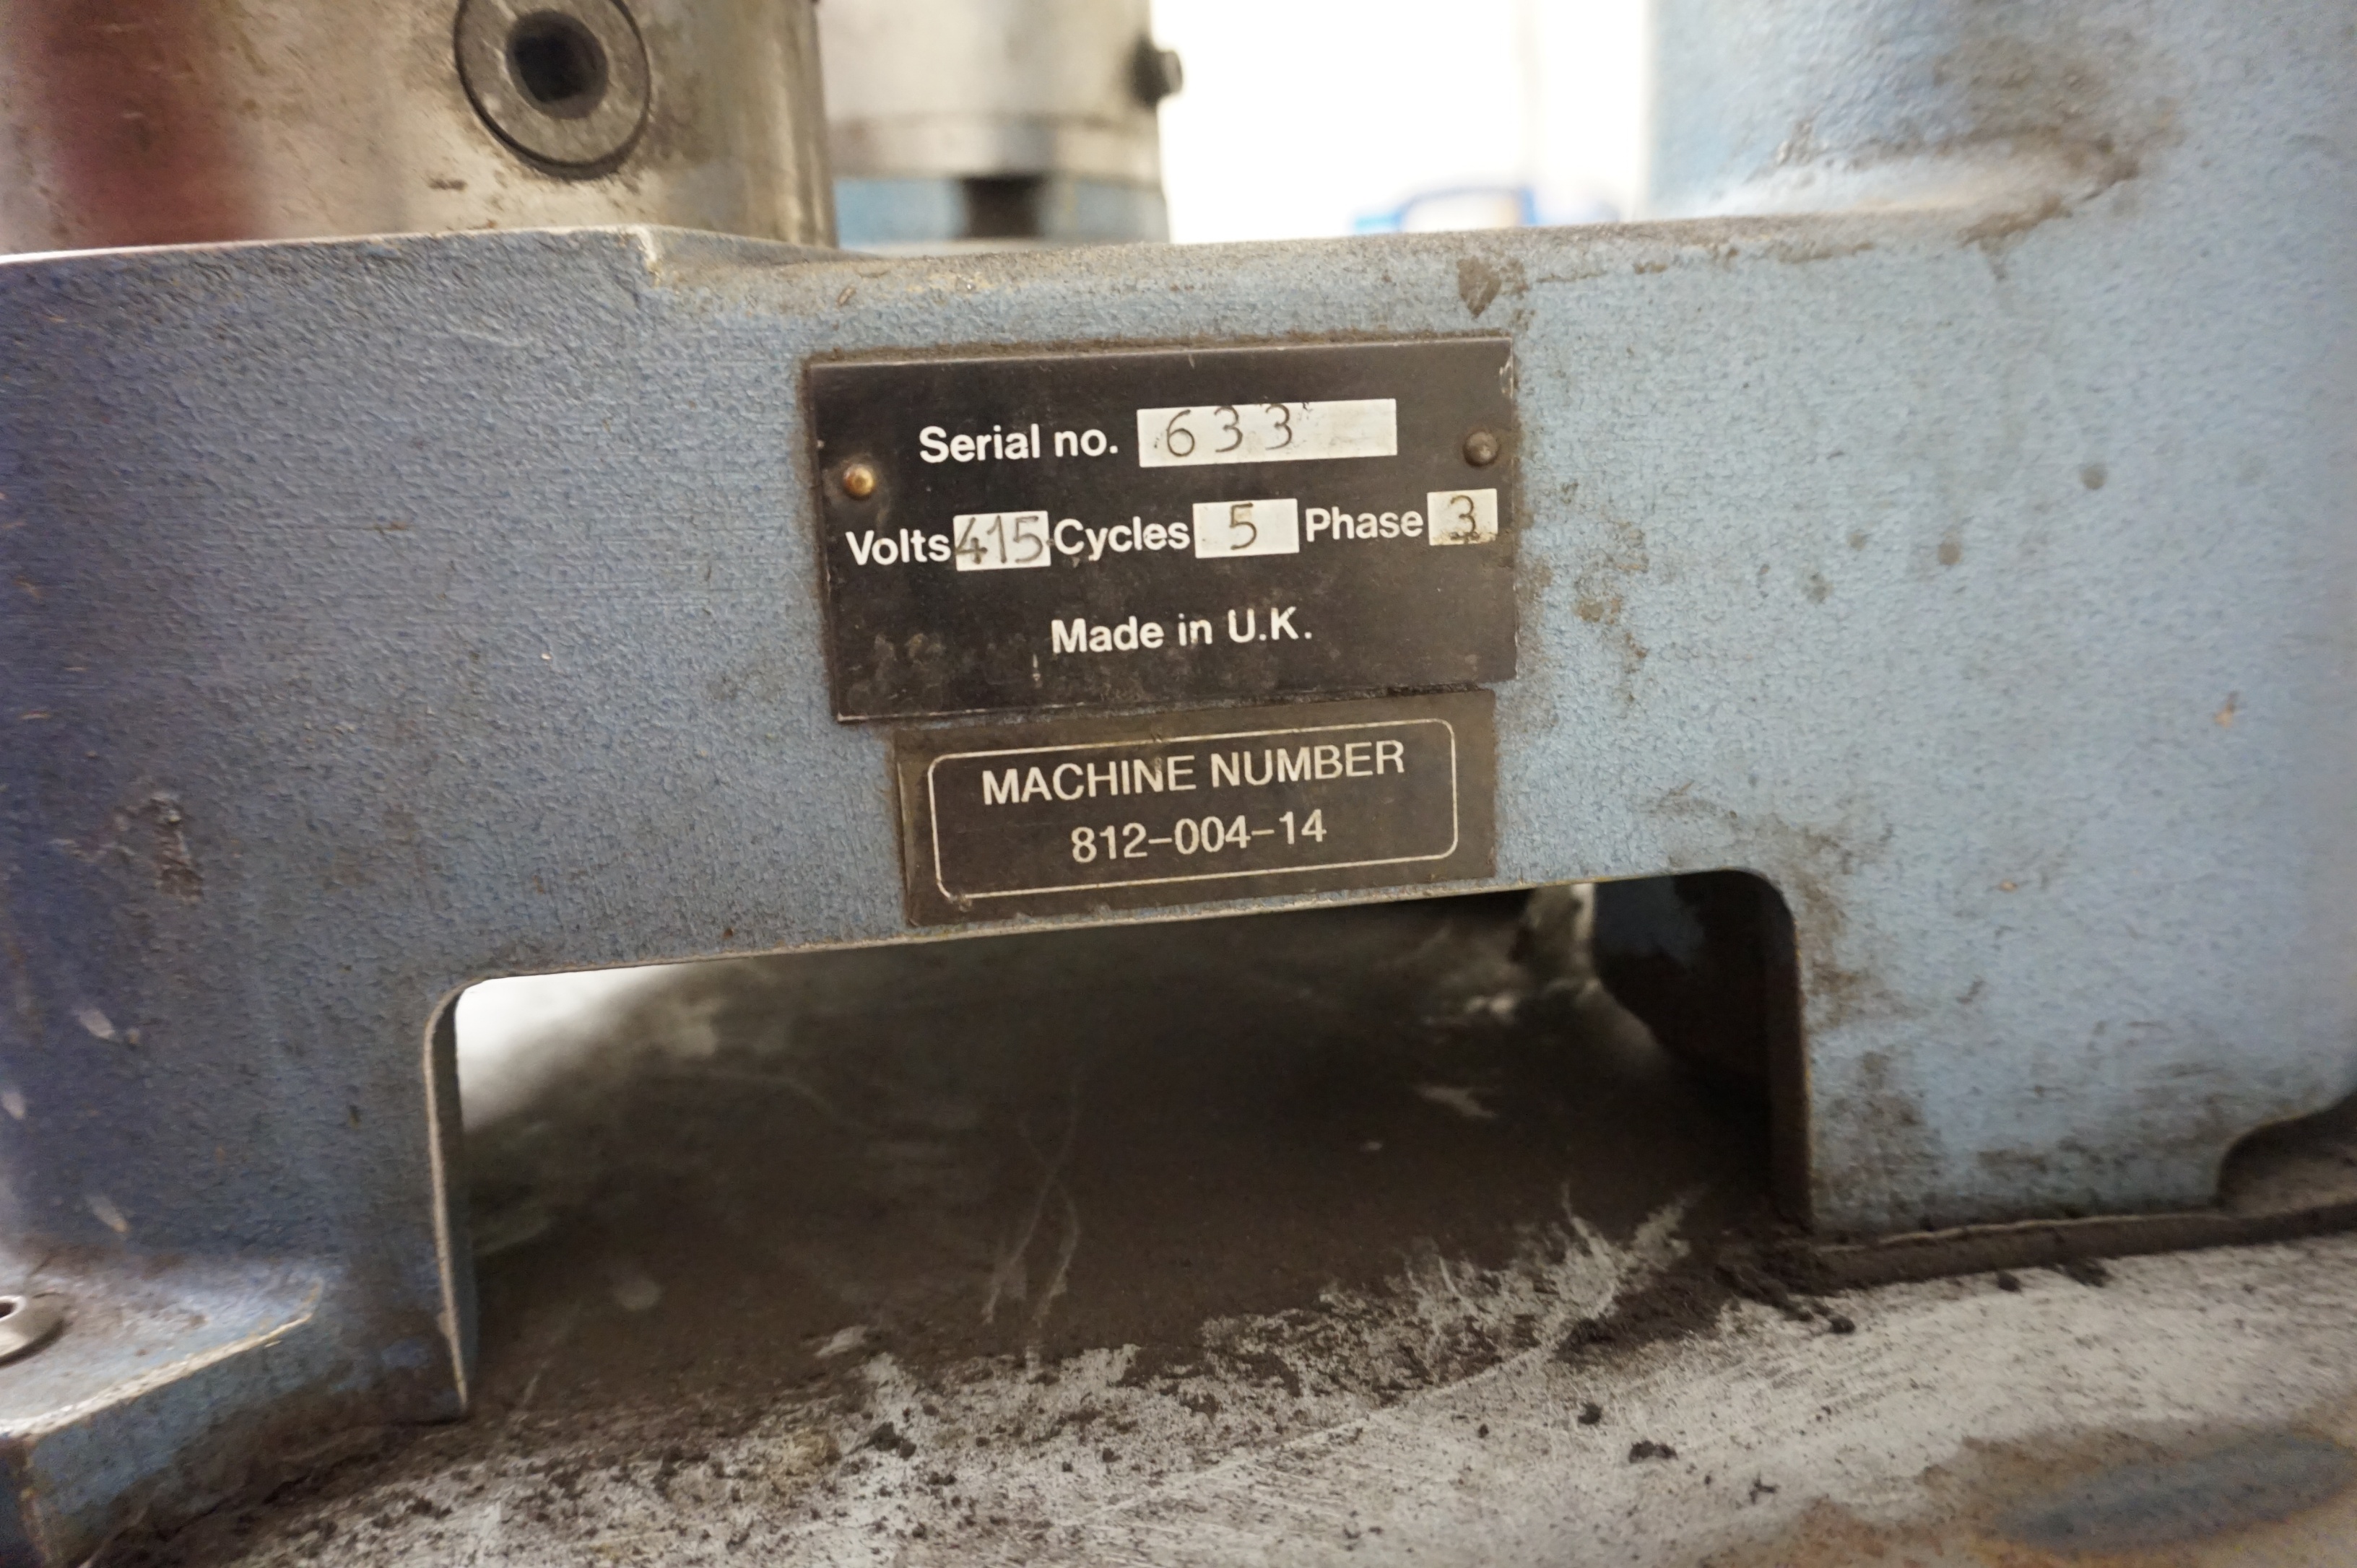 Serial no. 633
Volts 415 Cycles 5 Phase 3
Made in U.K.
MACHINE NUMBER
812-004-14